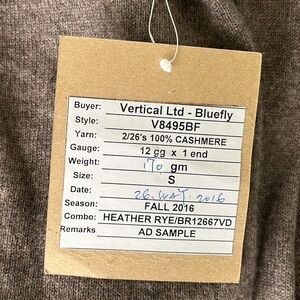 Buyer: Vertical Ltd - Bluefly
Style: V8495BF
Yarn: 2/26's 100% CASHMERE
Gauge: 12 gg x 1 end
Weight: 170 gm
Size: S
Date: 26. MAY. 2016
Season: FALL 2016
Combo: HEATHER RYE/BR12667VD
Remarks AD SAMPLE